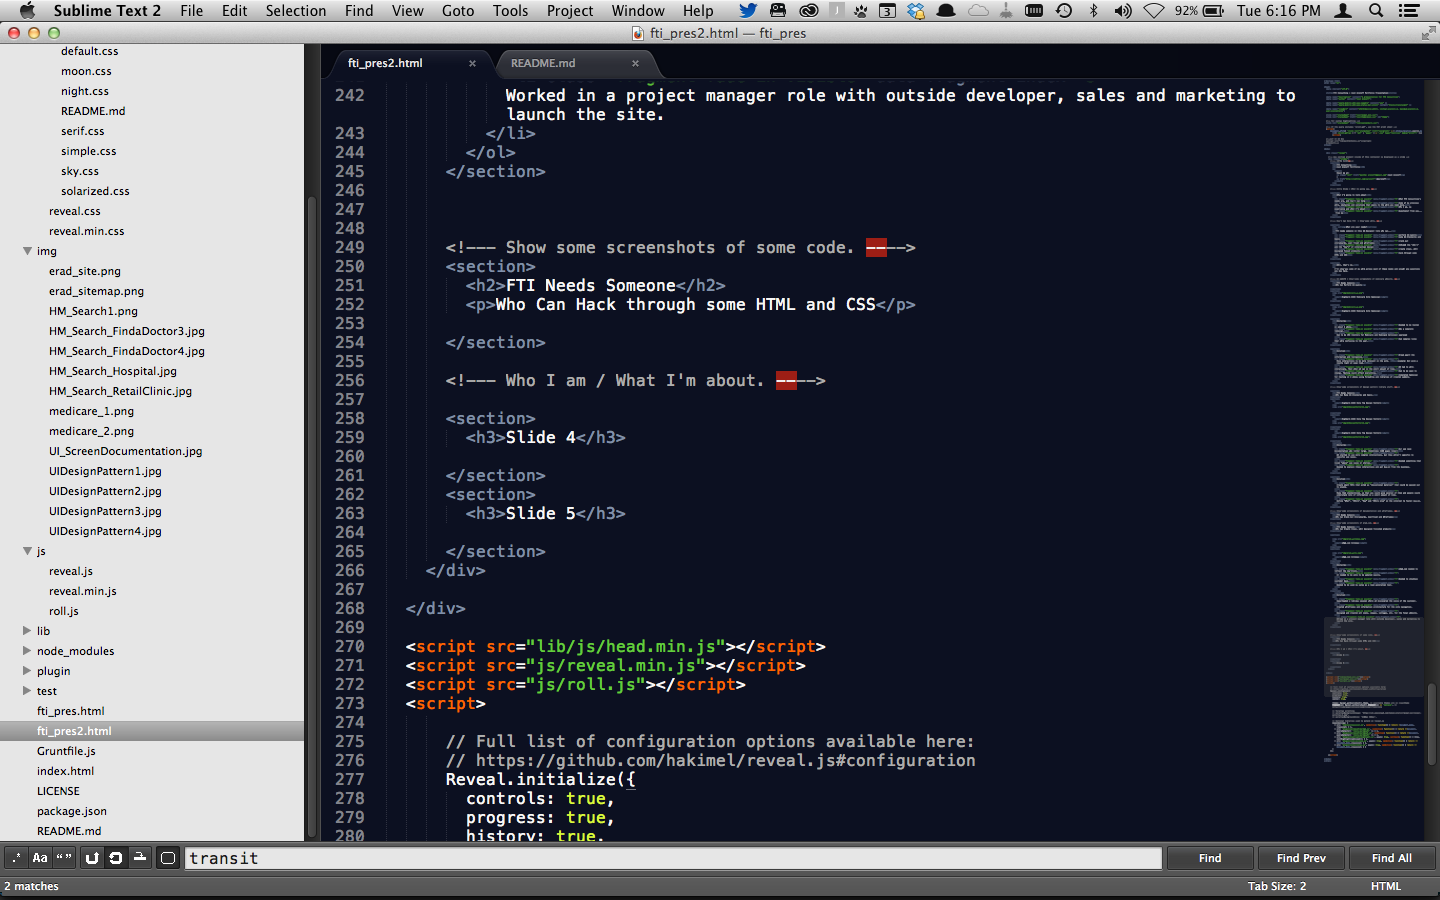 Sublime Text 2 File Edit Selection Find View Goto Tools Project Window Help 3 92% Tue 6:16 PM
fti_pres2.html — fti_pres
default.css
moon.css
night.css
README.md
serif.css
simple.css
sky.css
solarized.css
reveal.css
reveal.min.css
img
erad_site.png
erad_sitemap.png
HM_Search1.png
HM_Search_FindaDoctor3.jpg
HM_Search_FindaDoctor4.jpg
HM_Search_Hospital.jpg
HM_Search_RetailClinic.jpg
medicare_1.png
medicare_2.png
UI_ScreenDocumentation.jpg
UIDesignPattern1.jpg
UIDesignPattern2.jpg
UIDesignPattern3.jpg
UIDesignPattern4.jpg
js
reveal.js
reveal.min.js
roll.js
lib
node_modules
plugin
test
fti_pres.html
fti_pres2.html
Gruntfile.js
index.html
LICENSE
package.json
README.md
fti_pres2.html × README.md ×
242 Worked in a project manager role with outside developer, sales and marketing to
launch the site.
243 </li>
244 </ol>
245 </section>
246
247
248
249 <!--- Show some screenshots of some code. ---->
250 <section>
251 <h2>FTI Needs Someone</h2>
252 <p>Who Can Hack through some HTML and CSS</p>
253
254 </section>
255
256 <!--- Who I am / What I'm about. ---->
257
258 <section>
259 <h3>Slide 4</h3>
260
261 </section>
262 <section>
263 <h3>Slide 5</h3>
264
265 </section>
266 </div>
267
268 </div>
269
270 <script src="lib/js/head.min.js"></script>
271 <script src="js/reveal.min.js"></script>
272 <script src="js/roll.js"></script>
273 <script>
274
275 // Full list of configuration options available here:
276 // https://github.com/hakimel/reveal.js#configuration
277 Reveal.initialize({
278 controls: true,
279 progress: true,
280 history: true,
.* Aa “” transit Find Find Prev Find All
2 matches Tab Size: 2 HTML